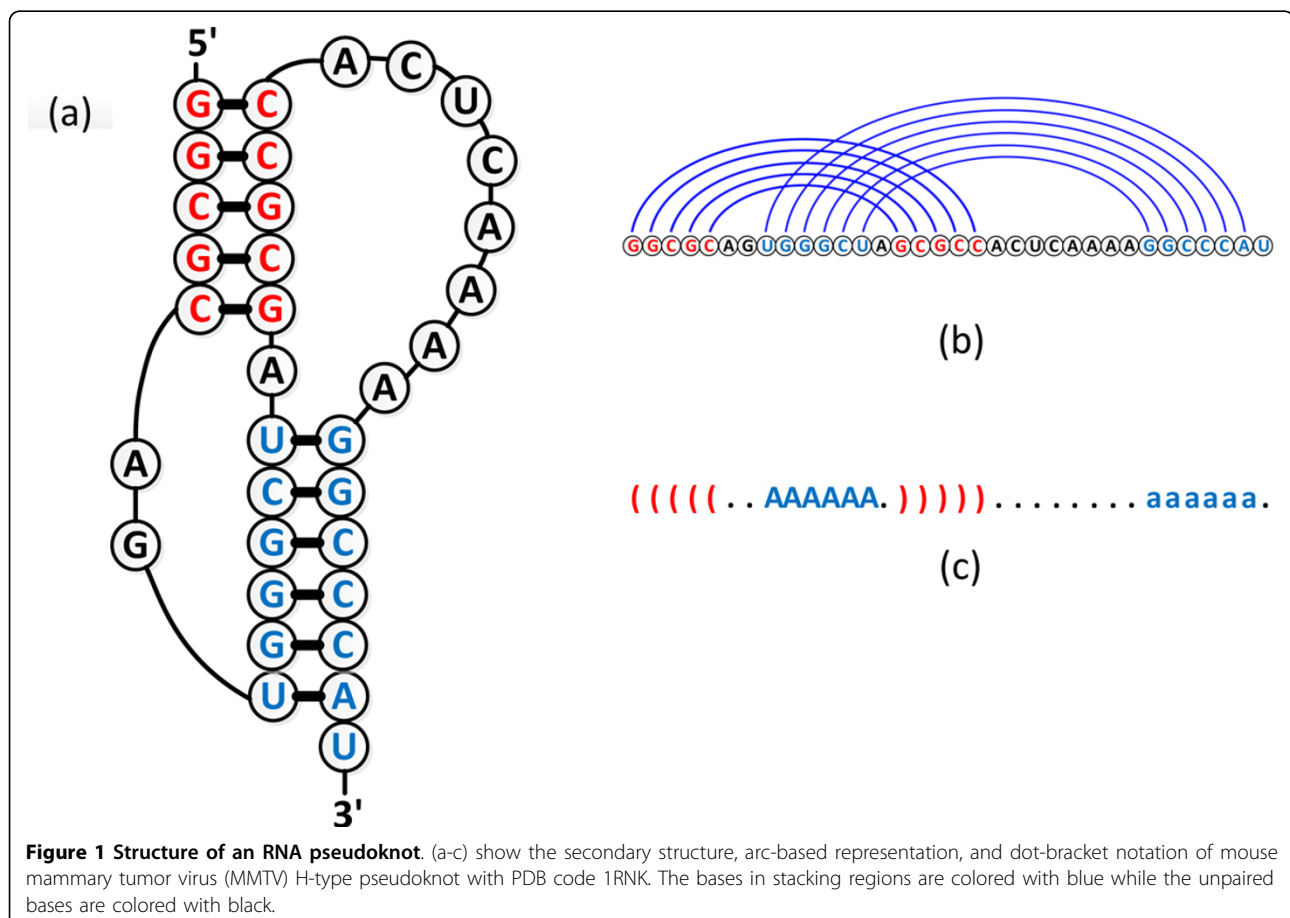 (a)
5'
G C A C U
G C C
C G A
G C A
C G A
A A
A U G
C G
G G C
G C
G C
U A
U
3'
GGCGCAGUGGGCUAGCGCCACUCAAAAGGCCCAU
(b)
(((((..AAAAAA.)))))........aaaaaa.
(c)
Figure 1 Structure of an RNA pseudoknot. (a-c) show the secondary structure, arc-based representation, and dot-bracket notation of mouse
mammary tumor virus (MMTV) H-type pseudoknot with PDB code 1RNK. The bases in stacking regions are colored with blue while the unpaired
bases are colored with black.